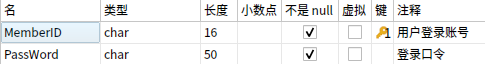 名 类型 长度 小数点 不是 null 虚拟 键 注释
MemberID char 16 1 用户登录账号
PassWord char 50 登录口令